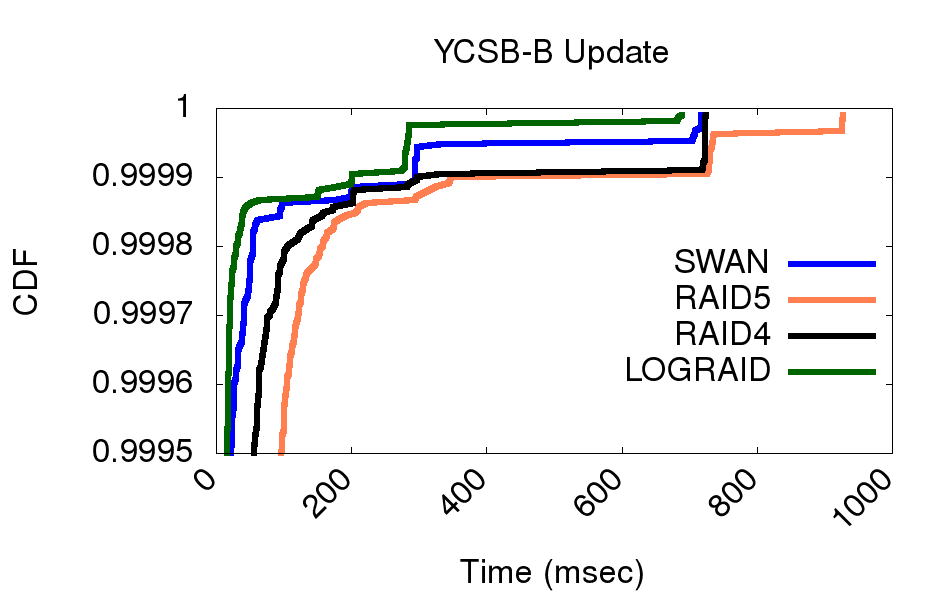 YCSB-B Update
1
0.9999
0.9998
0.9997
0.9996
0.9995
CDF
SWAN
RAID5
RAID4
LOGRAID
0
200
400
600
800
1000
Time (msec)